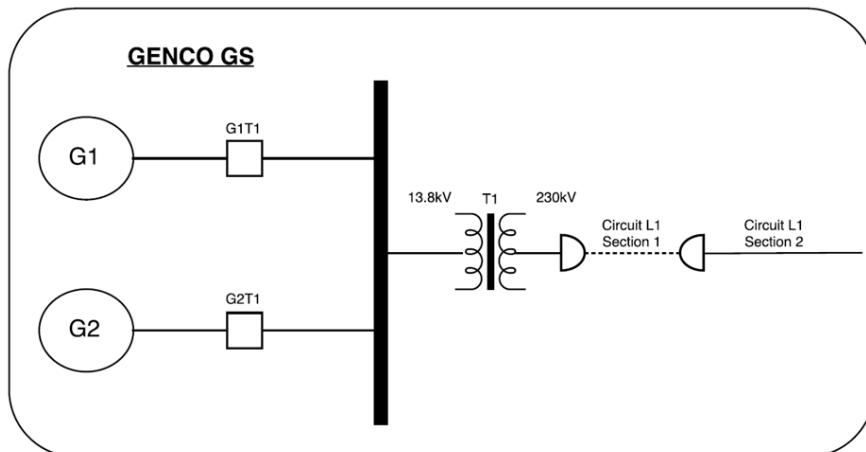 GENCO GS
G1T1
G1
13.8kV
T1
230kV
Circuit L1
Section 1
Circuit L1
Section 2
G2T1
G2